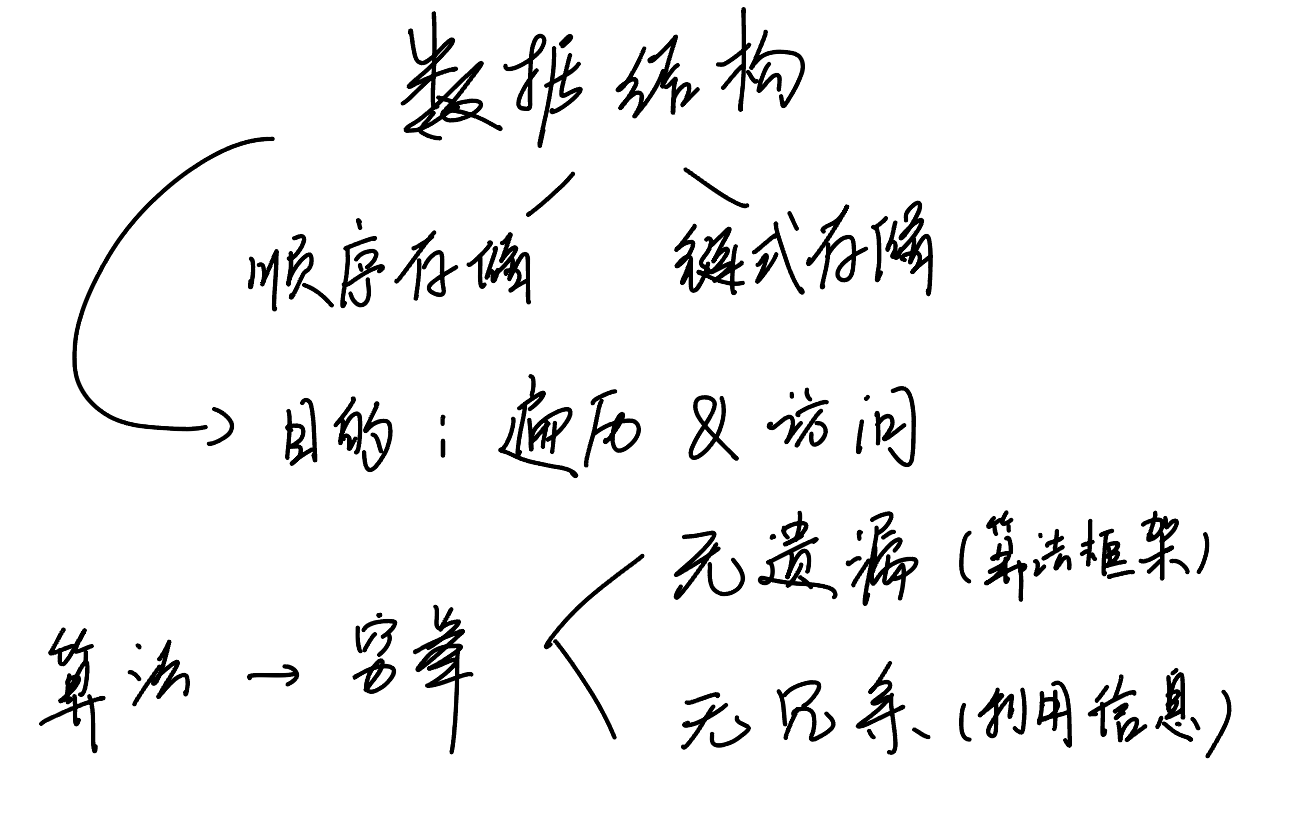 数据结构
顺序存储 链式存储
目的：遍历 & 访问
无遗漏（算法框架）
算法 → 穷举
无冗余（利用信息）